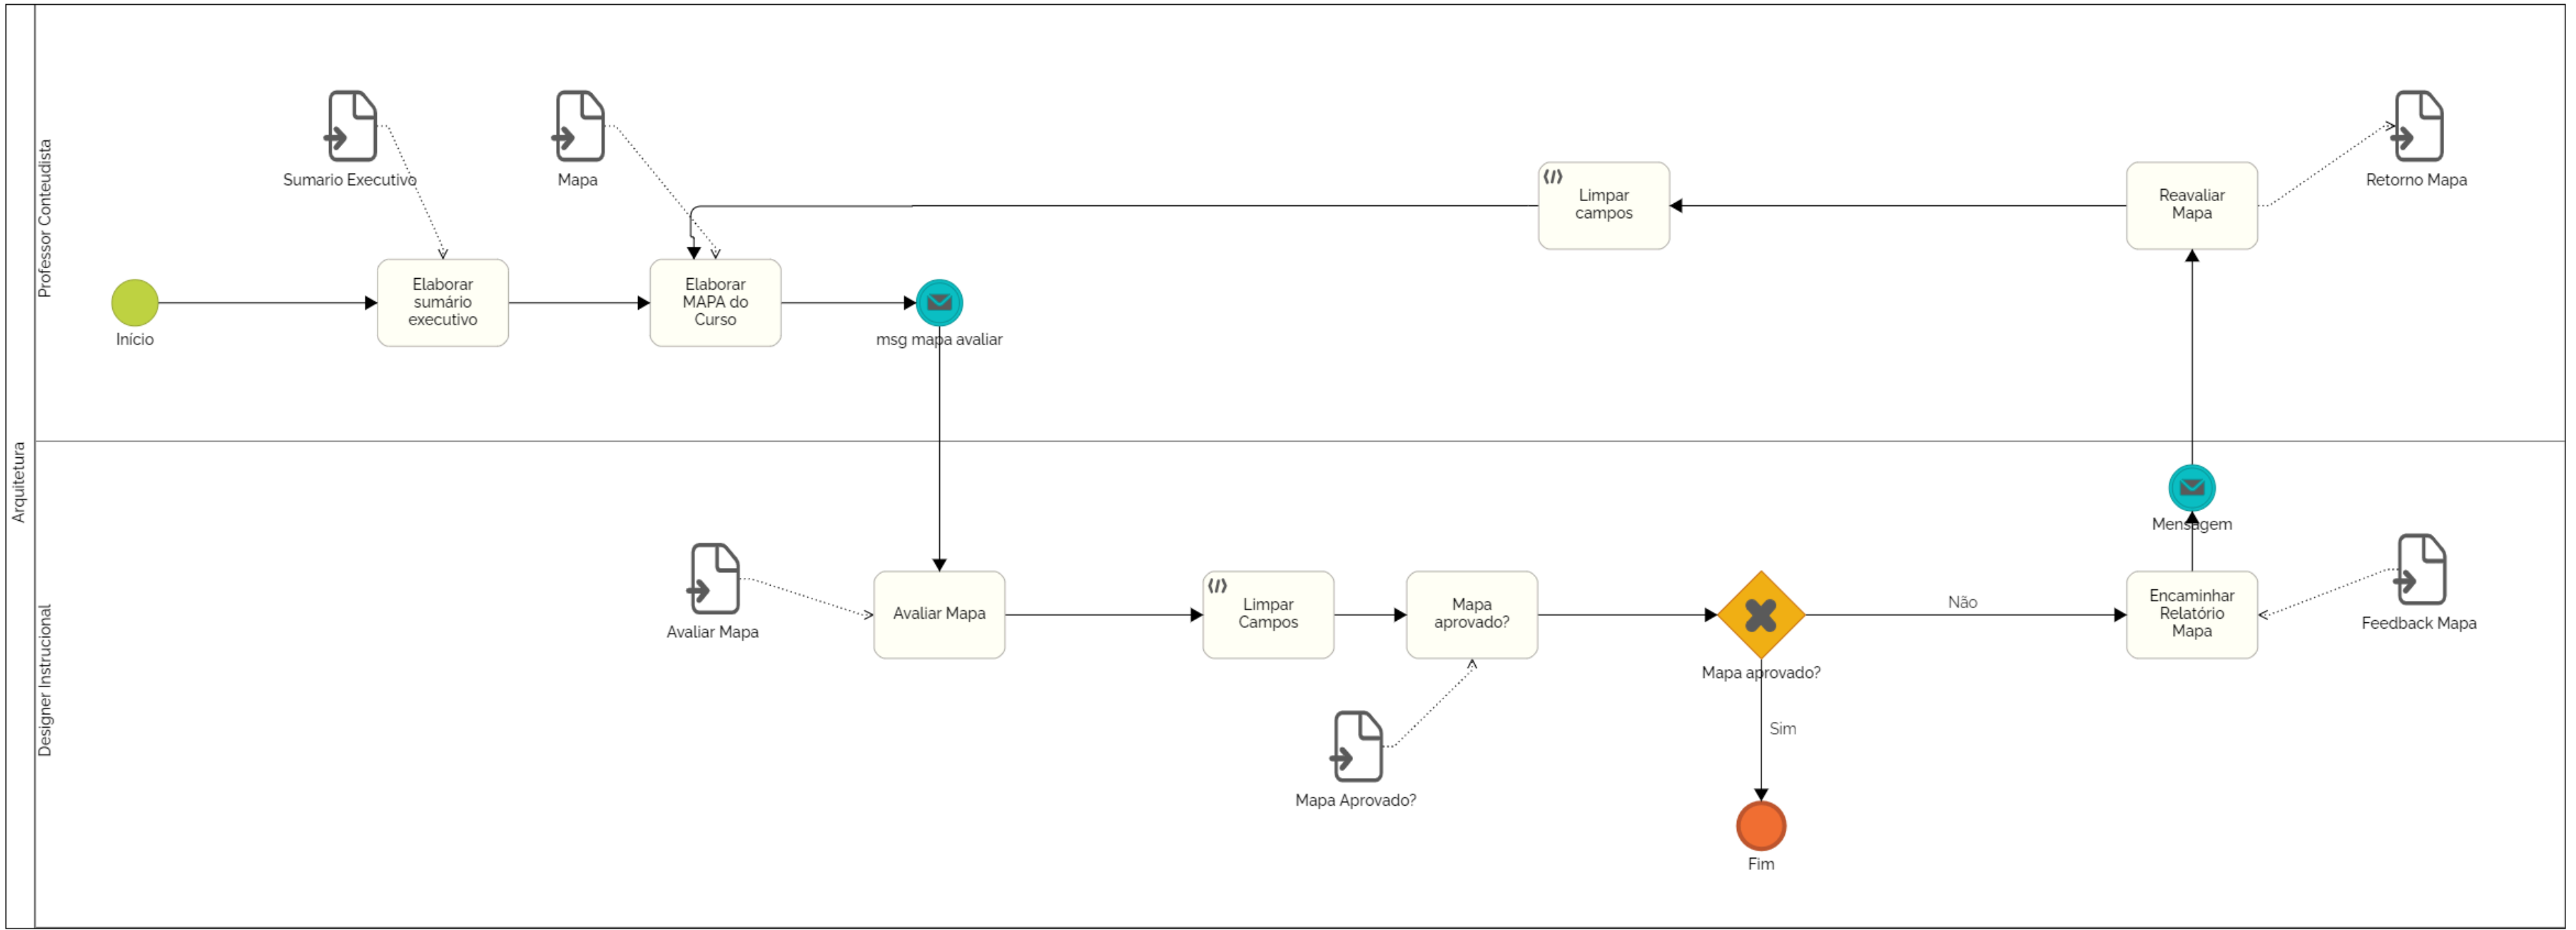 Arquitetura
Professor Conteudista
Sumario Executivo
Mapa
Retorno Mapa
Limpar
campos
Reavaliar
Mapa
Início
Elaborar
sumário
executivo
Elaborar
MAPA do
Curso
msg mapa avaliar
Designer Instrucional
Mensagem
Avaliar Mapa
Avaliar Mapa
Limpar
Campos
Mapa
aprovado?
Mapa aprovado?
Não
Encaminhar
Relatório
Mapa
Feedback Mapa
Sim
Mapa Aprovado?
Fim